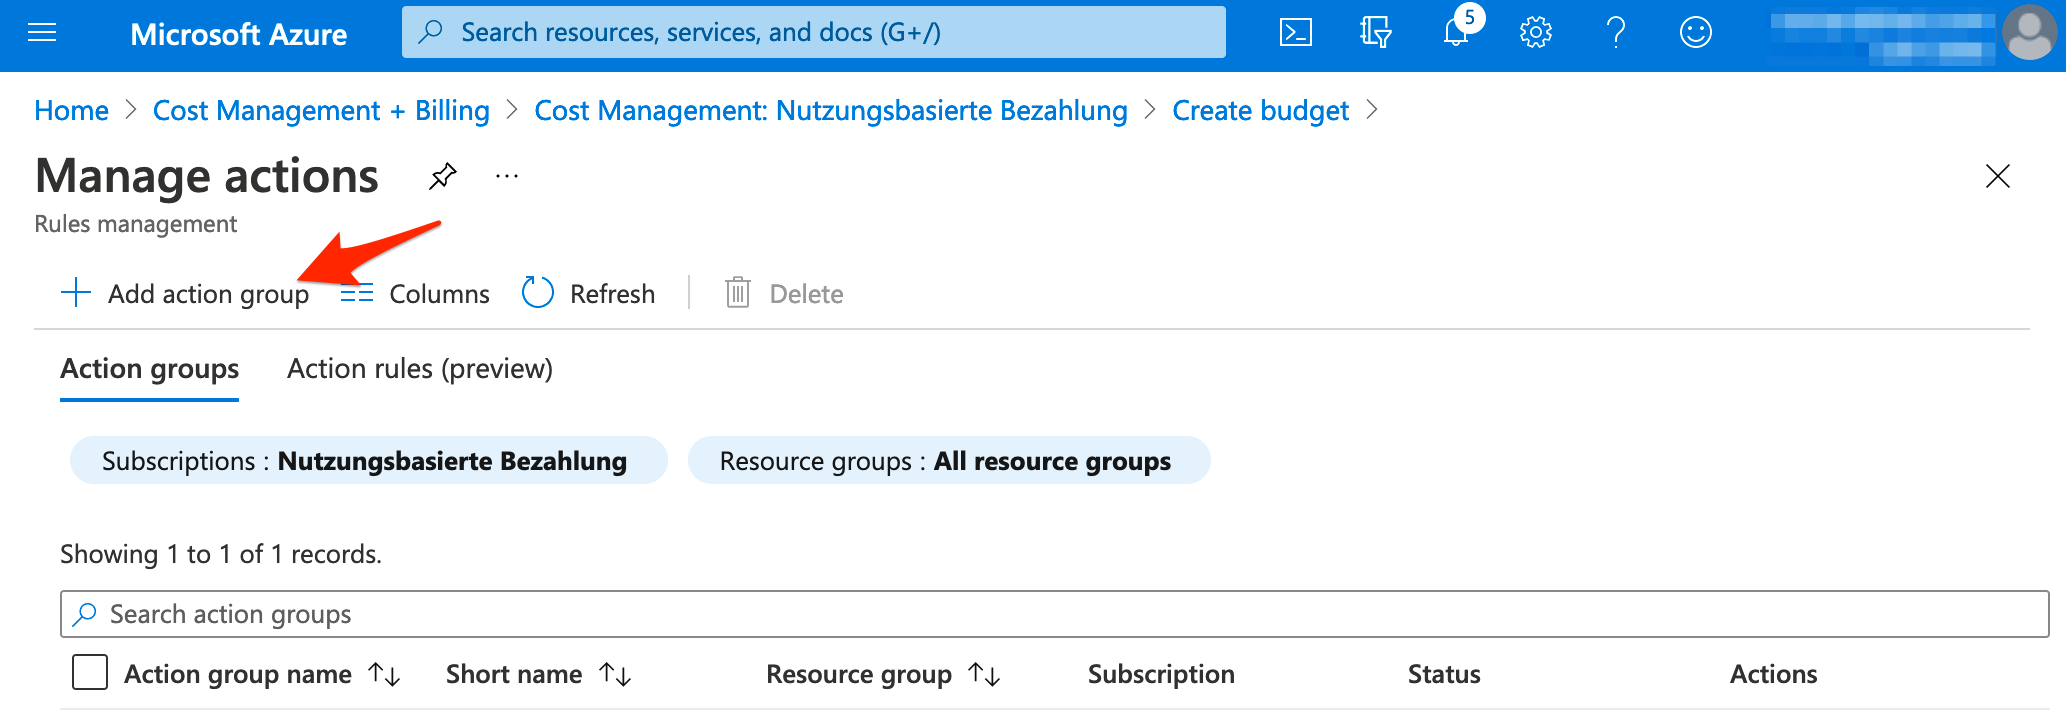 Microsoft Azure
Search resources, services, and docs (G+/)
5
Home > Cost Management + Billing > Cost Management: Nutzungsbasierte Bezahlung > Create budget >
Manage actions
Rules management
Add action group
Columns
Refresh
Delete
Action groups
Action rules (preview)
Subscriptions : Nutzungsbasierte Bezahlung
Resource groups : All resource groups
Showing 1 to 1 of 1 records.
Search action groups
Action group name
Short name
Resource group
Subscription
Status
Actions